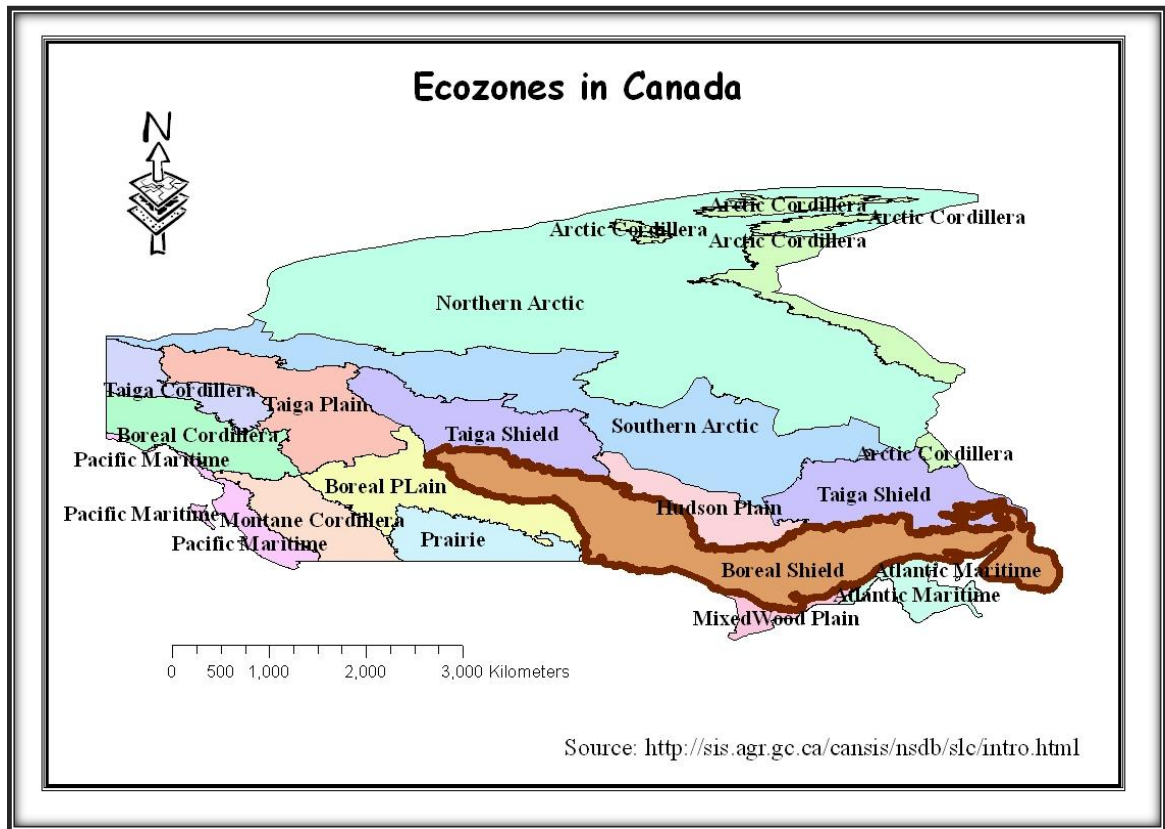 Ecozones in Canada
N
Arctic Cordillera
Arctic Cordillera
Arctic Cordillera
Arctic Cordillera
Northern Arctic
Taiga Cordillera
Taiga Plain
Southern Arctic
Boreal Cordillera
Taiga Shield
Pacific Maritime
Arctic Cordillera
Boreal PLain
Taiga Shield
Hudson Plain
Pacific Maritime
Montane Cordillera
Pacific Maritime
Prairie
Boreal Shield
Atlantic Maritime
Atlantic Maritime
MixedWood Plain
0 500 1,000 2,000 3,000 Kilometers
Source: http://sis.agr.gc.ca/cansis/nsdb/slc/intro.html